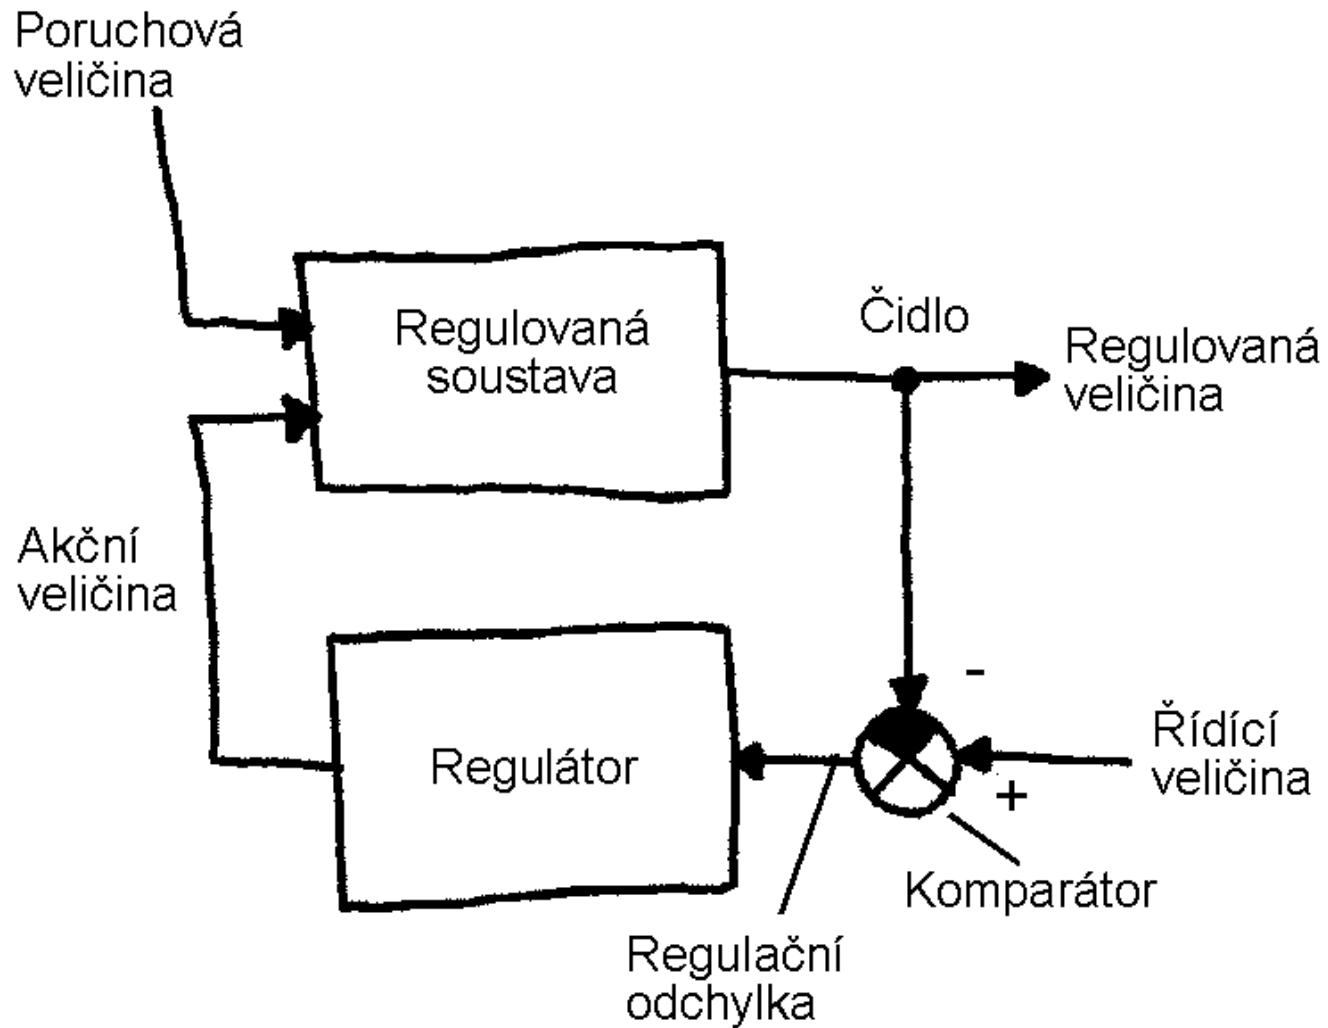 Poruchová
veličina
Regulovaná
soustava
Čidlo
Regulovaná
veličina
Akční
veličina
-
Řídící
veličina
Regulátor
+
Komparátor
Regulační
odchylka